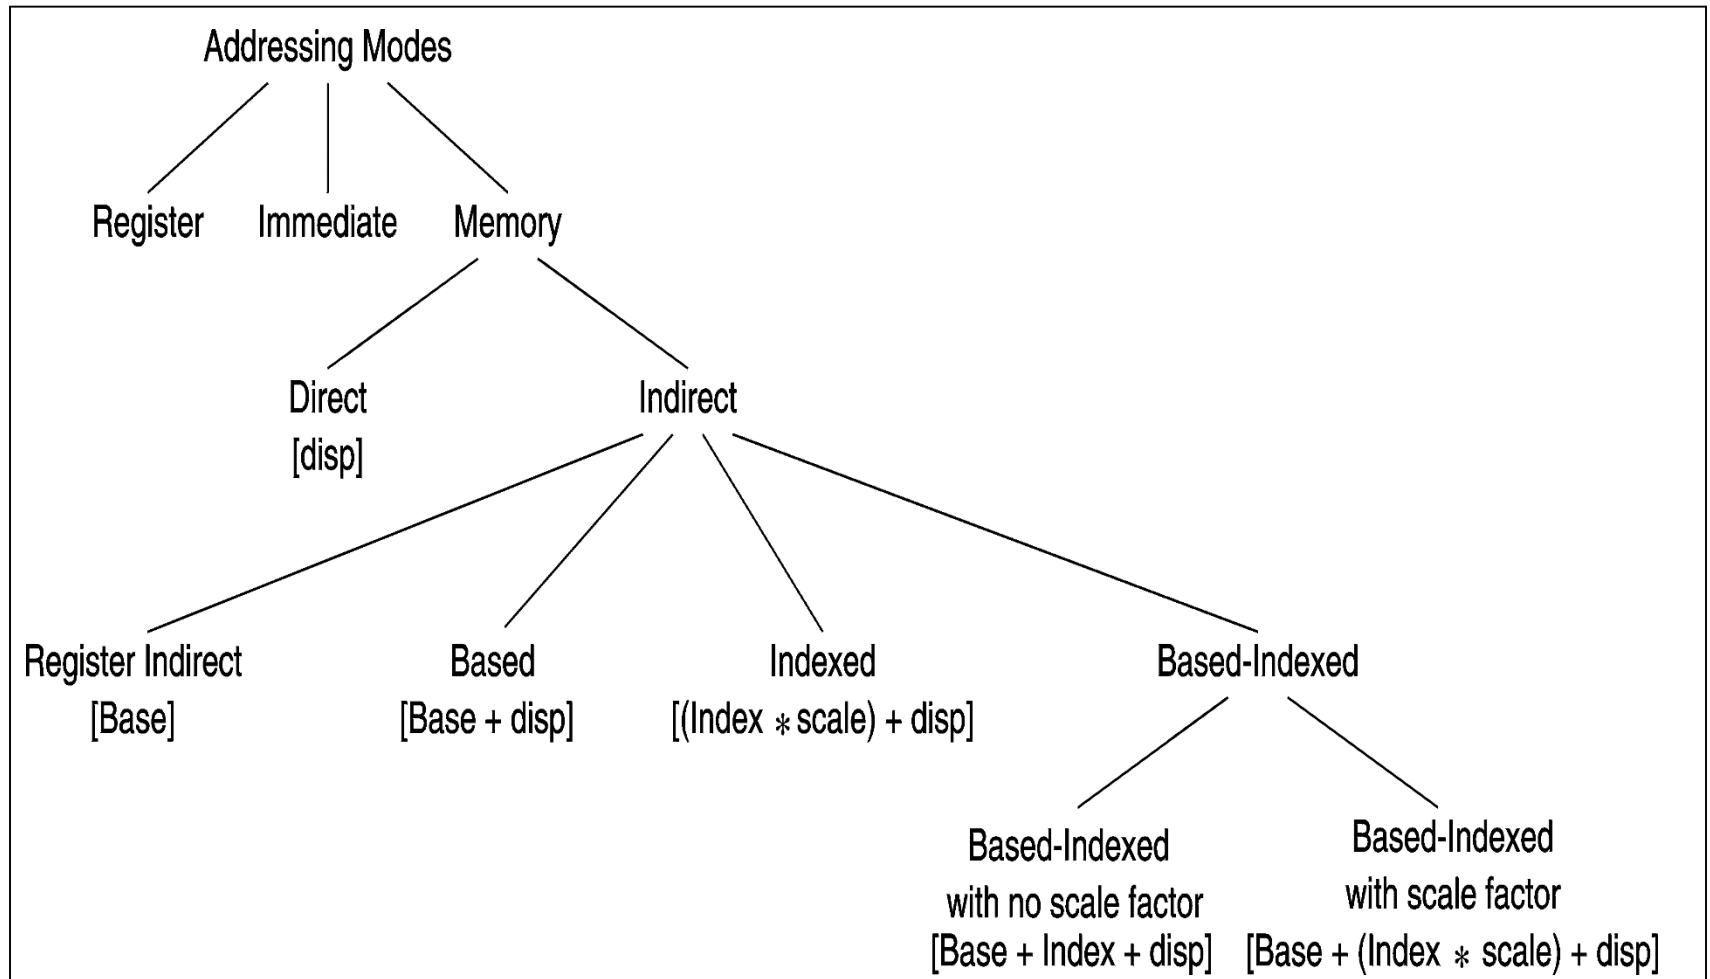 Addressing Modes
Register Immediate Memory
Direct Indirect
[disp]
Register Indirect Based Indexed Based-Indexed
[Base] [Base + disp] [(Index * scale) + disp]
Based-Indexed Based-Indexed
with no scale factor with scale factor
[Base + Index + disp] [Base + (Index * scale) + disp]